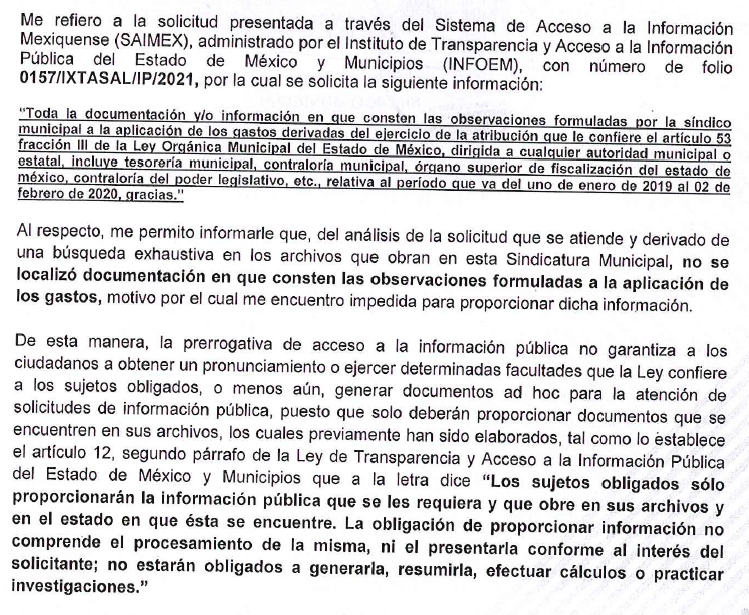 Me refiero a la solicitud presentada a través del Sistema de Acceso a la Información
Mexiquense (SAIMEX), administrado por el Instituto de Transparencia y Acceso a la Información
Pública del Estado de México y Municipios (INFOEM), con número de folio
0157/IXTASAL/IP/2021, por la cual se solicita la siguiente información:
“Toda la documentación y/o información en que consten las observaciones formuladas por la síndico
municipal a la aplicación de los gastos derivadas del ejercicio de la atribución que le confiere el artículo 53
fracción III de la Ley Orgánica Municipal del Estado de México, dirigida a cualquier autoridad municipal o
estatal, incluye tesorería municipal, contraloría municipal, órgano superior de fiscalización del estado de
méxico, contraloría del poder legislativo, etc., relativa al período que va del uno de enero de 2019 al 02 de
febrero de 2020, gracias.”
Al respecto, me permito informarle que, del análisis de la solicitud que se atiende y derivado de
una búsqueda exhaustiva en los archivos que obran en esta Sindicatura Municipal, no se
localizó documentación en que consten las observaciones formuladas a la aplicación de
los gastos, motivo por el cual me encuentro impedida para proporcionar dicha información.
De esta manera, la prerrogativa de acceso a la información pública no garantiza a los
ciudadanos a obtener un pronunciamiento o ejercer determinadas facultades que la Ley confiere
a los sujetos obligados, o menos aún, generar documentos ad hoc para la atención de
solicitudes de información pública, puesto que solo deberán proporcionar documentos que se
encuentren en sus archivos, los cuales previamente han sido elaborados, tal como lo establece
el artículo 12, segundo párrafo de la Ley de Transparencia y Acceso a la Información Pública
del Estado de México y Municipios que a la letra dice “Los sujetos obligados sólo
proporcionarán la información pública que se les requiera y que obre en sus archivos y
en el estado en que ésta se encuentre. La obligación de proporcionar información no
comprende el procesamiento de la misma, ni el presentarla conforme al interés del
solicitante; no estarán obligados a generarla, resumirla, efectuar cálculos o practicar
investigaciones.”